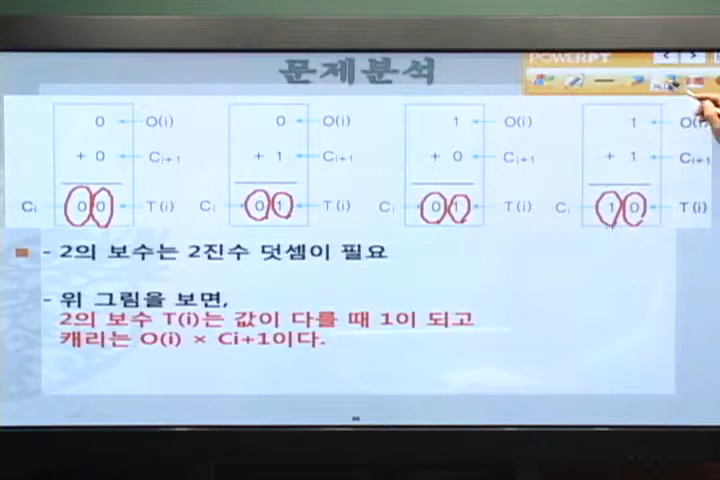 문제분석
POWERPT
0 O(i) 0 O(i) 1 O(i) 1 O(i)
+ 0 Ci+1 + 1 Ci+1 + 0 Ci+1 + 1 Ci+1
Ci 0 0 T(i) Ci 0 1 T(i) Ci 0 1 T(i) Ci 1 0 T(i)
- 2의 보수는 2진수 덧셈이 필요
- 위 그림을 보면,
2의 보수 T(i)는 값이 다를 때 1이 되고
캐리는 O(i) × Ci+1이다.